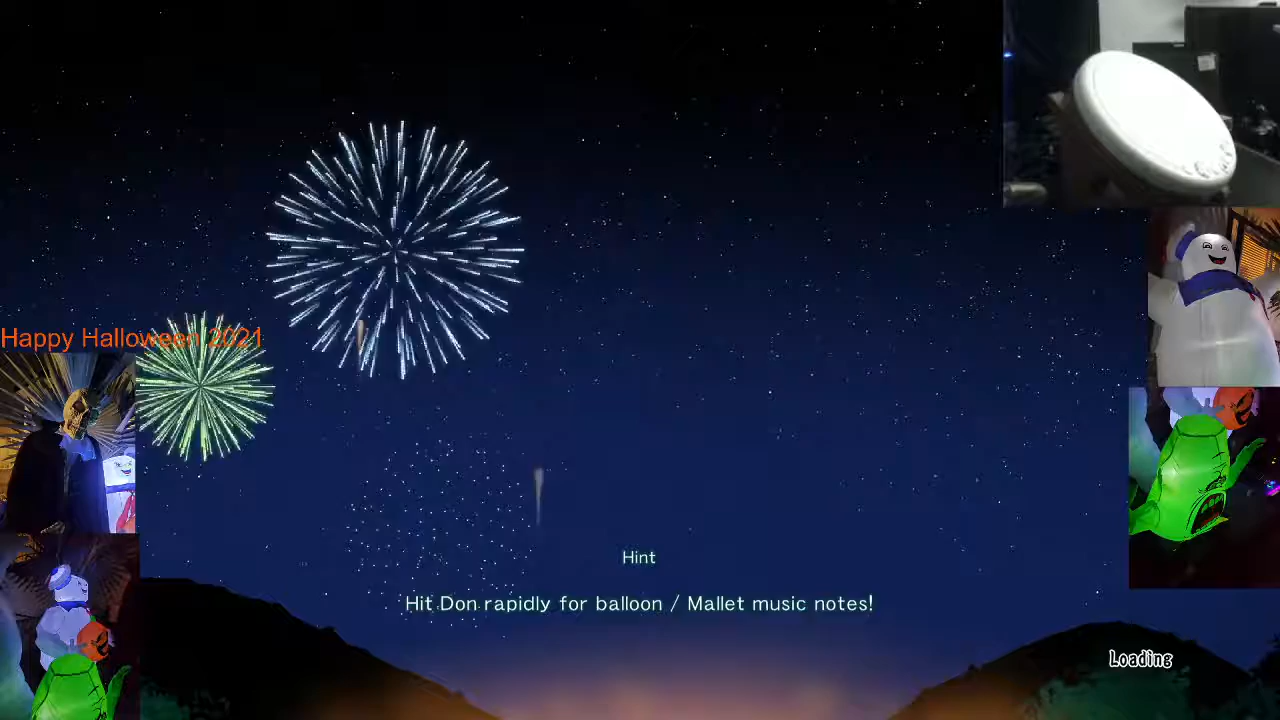 Happy Halloween 2021
Hint
Hit Don rapidly for balloon / Mallet music notes!
Loading